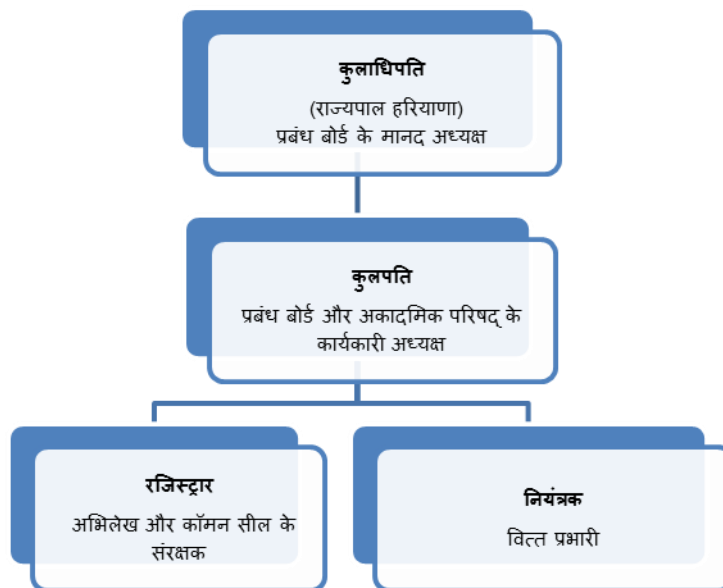 कुलाधिपति
(राज्यपाल हरियाणा)
प्रबंध बोर्ड के मानद अध्यक्ष
कुलपति
प्रबंध बोर्ड और अकादमिक परिषद् के
कार्यकारी अध्यक्ष
रजिस्ट्रार
अभिलेख और कॉमन सील के
संरक्षक
नियंत्रक
वित्त प्रभारी